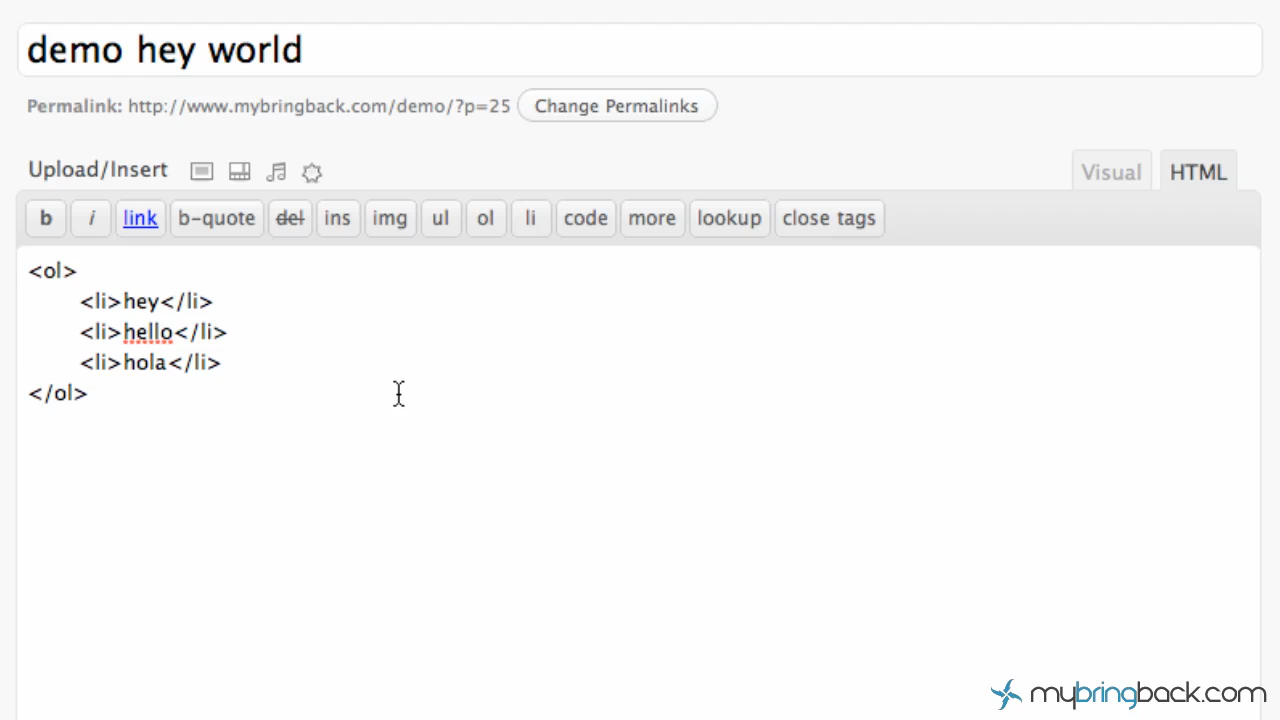 demo hey world
Permalink: http://www.mybringback.com/demo/?p=25 Change Permalinks
Upload/Insert Visual HTML
b i link b-quote del ins img ul ol li code more lookup close tags
<ol>
<li>hey</li>
<li>hello</li>
<li>hola</li>
</ol>
mybringback.com